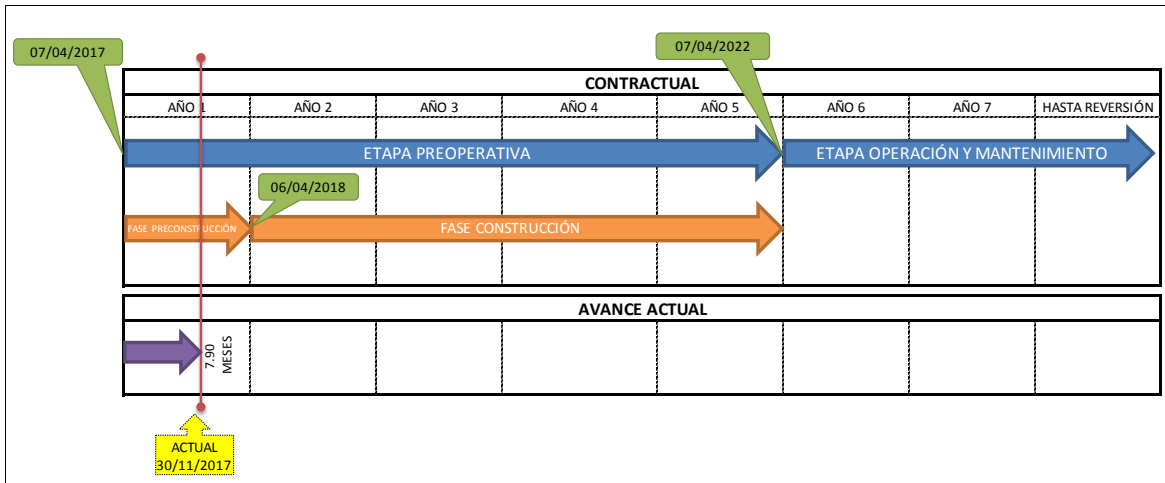 07/04/2017
07/04/2022
CONTRACTUAL
AÑO 1 AÑO 2 AÑO 3 AÑO 4 AÑO 5 AÑO 6 AÑO 7 HASTA REVERSIÓN
ETAPA PREOPERATIVA ETAPA OPERACIÓN Y MANTENIMIENTO
06/04/2018
FASE PRECONSTRUCCIÓN FASE CONSTRUCCIÓN
AVANCE ACTUAL
7.90
MESES
ACTUAL
30/11/2017